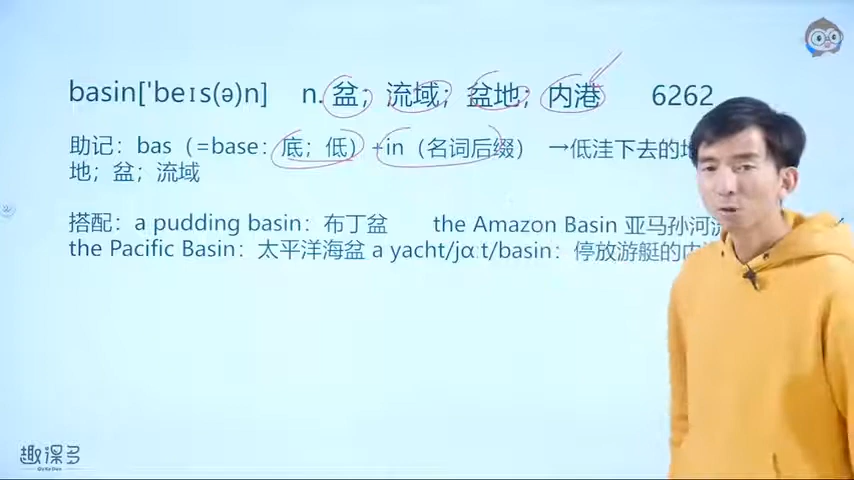 basin['beɪs(ə)n] n. 盆；流域；盆地；内港 6262
助记：bas（=base：底；低）+in（名词后缀） →低洼下去的
地；盆；流域
搭配：a pudding basin：布丁盆 the Amazon Basin 亚马孙河
the Pacific Basin：太平洋海盆 a yacht/jɑːt/basin：停放游艇的
趣课多